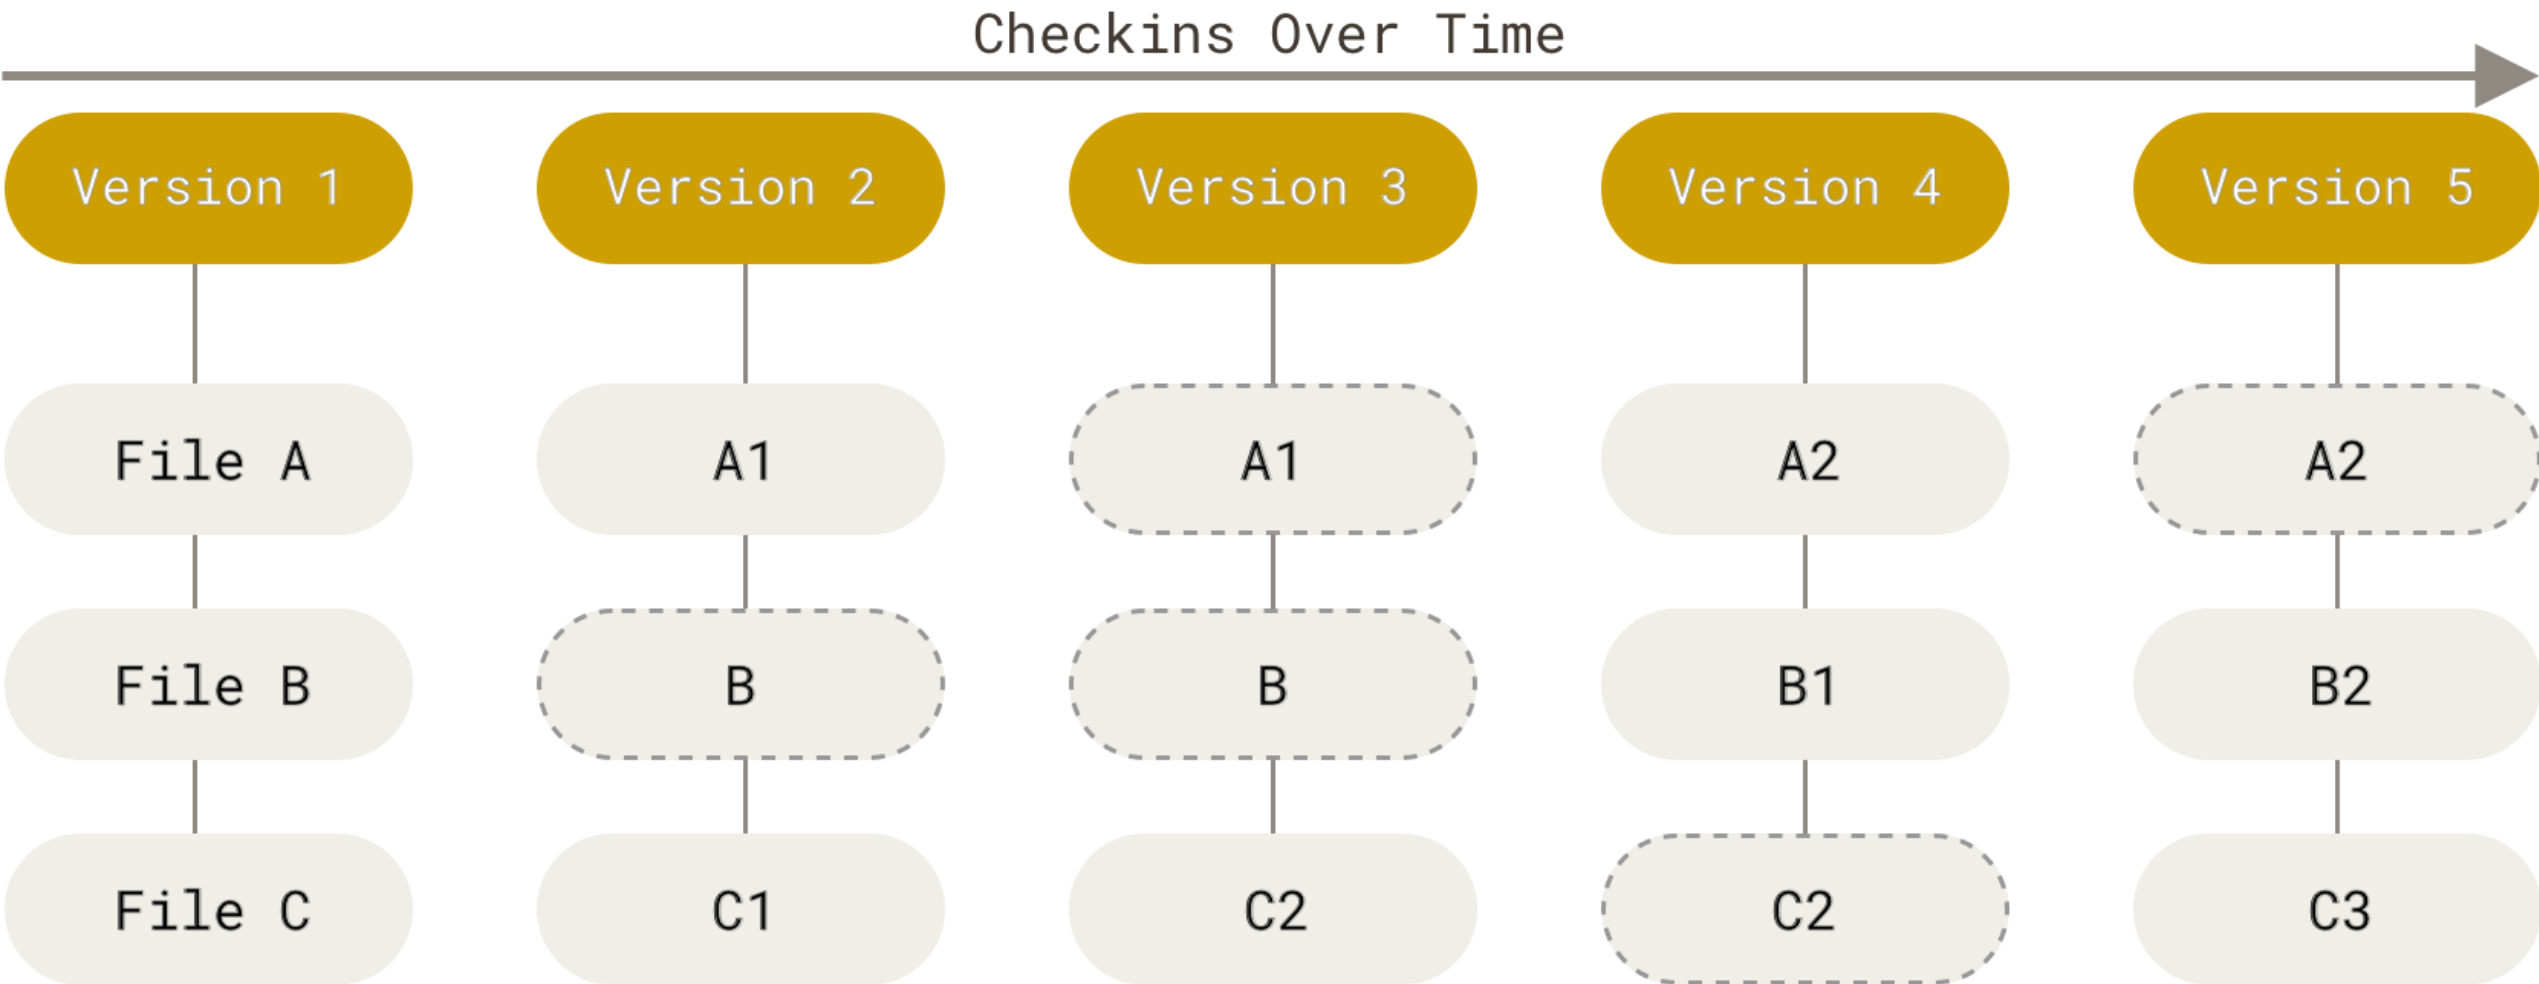 Checkins Over Time
Version 1 Version 2 Version 3 Version 4 Version 5
File A A1 A1 A2 A2
File B B B B1 B2
File C C1 C2 C2 C3